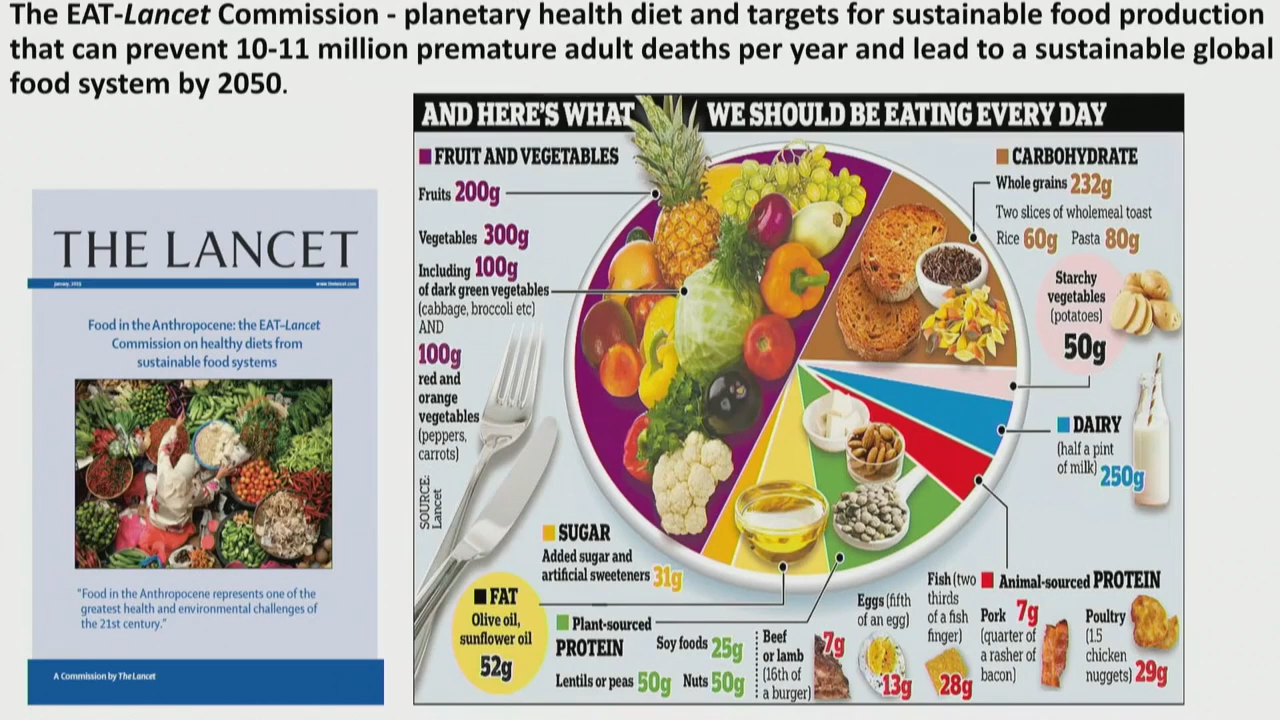 The EAT-Lancet Commission - planetary health diet and targets for sustainable food production
that can prevent 10-11 million premature adult deaths per year and lead to a sustainable global
food system by 2050.
THE LANCET
January, 2019
www.thelancet.com
Food in the Anthropocene: the EAT–Lancet
Commission on healthy diets from
sustainable food systems
"Food in the Anthropocene represents one of the
greatest health and environmental challenges of
the 21st century."
A Commission by The Lancet
AND HERE'S WHAT WE SHOULD BE EATING EVERY DAY
FRUIT AND VEGETABLES
Fruits 200g
Vegetables 300g
Including 100g
of dark green vegetables
(cabbage, broccoli etc)
AND
100g
red and
orange
vegetables
(peppers,
carrots)
SOURCE:
Lancet
CARBOHYDRATE
Whole grains 232g
Two slices of wholemeal toast
Rice 60g Pasta 80g
Starchy
vegetables
(potatoes)
50g
DAIRY
(half a pint
of milk) 250g
SUGAR
Added sugar and
artificial sweeteners 31g
FAT
Olive oil,
sunflower oil
52g
Plant-sourced
PROTEIN
Soy foods 25g
Lentils or peas 50g Nuts 50g
Animal-sourced PROTEIN
Beef
or lamb
(16th of
a burger)
7g
Eggs (fifth
of an egg)
13g
Fish (two
thirds
of a fish
finger)
28g
Pork 7g
(quarter of
a rasher of
bacon)
Poultry
(1.5
chicken
nuggets) 29g